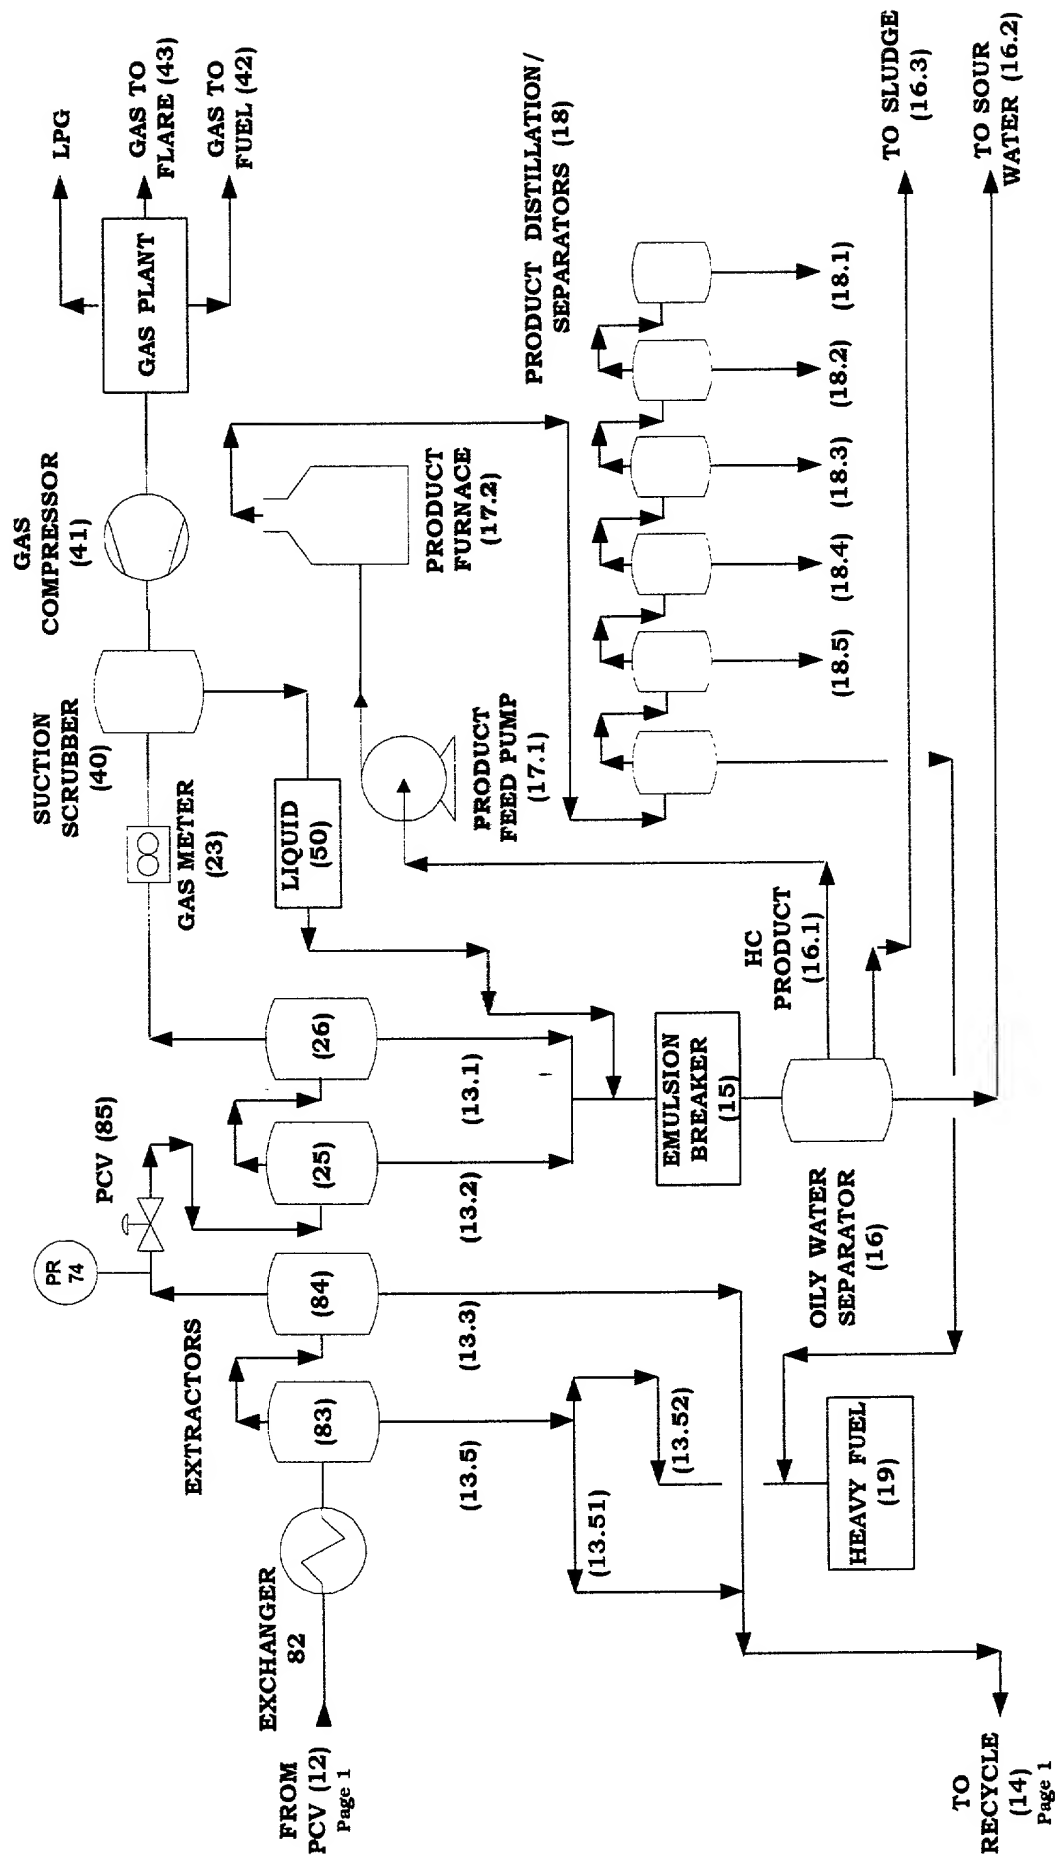 LPG
GAS TO
FLARE (43)
GAS TO
FUEL (42)
GAS PLANT
GAS
COMPRESSOR
(41)
SUCTION
SCRUBBER
(40)
GAS METER
(23)
LIQUID
(50)
PRODUCT
FURNACE
(17.2)
PRODUCT
FEED PUMP
(17.1)
PRODUCT DISTILLATION/
SEPARATORS (18)
(18.1)
(18.2)
(18.3)
(18.4)
(18.5)
TO SLUDGE
(16.3)
TO SOUR
WATER (16.2)
HC
PRODUCT
(16.1)
PCV (85)
PR
74
EXTRACTORS
(26)
(25)
(84)
(83)
(13.1)
(13.2)
(13.3)
(13.5)
(13.52)
(13.51)
EMULSION
BREAKER
(15)
OILY WATER
SEPARATOR
(16)
HEAVY FUEL
(19)
EXCHANGER
82
FROM
PCV (12)
Page 1
TO
RECYCLE
(14)
Page 1